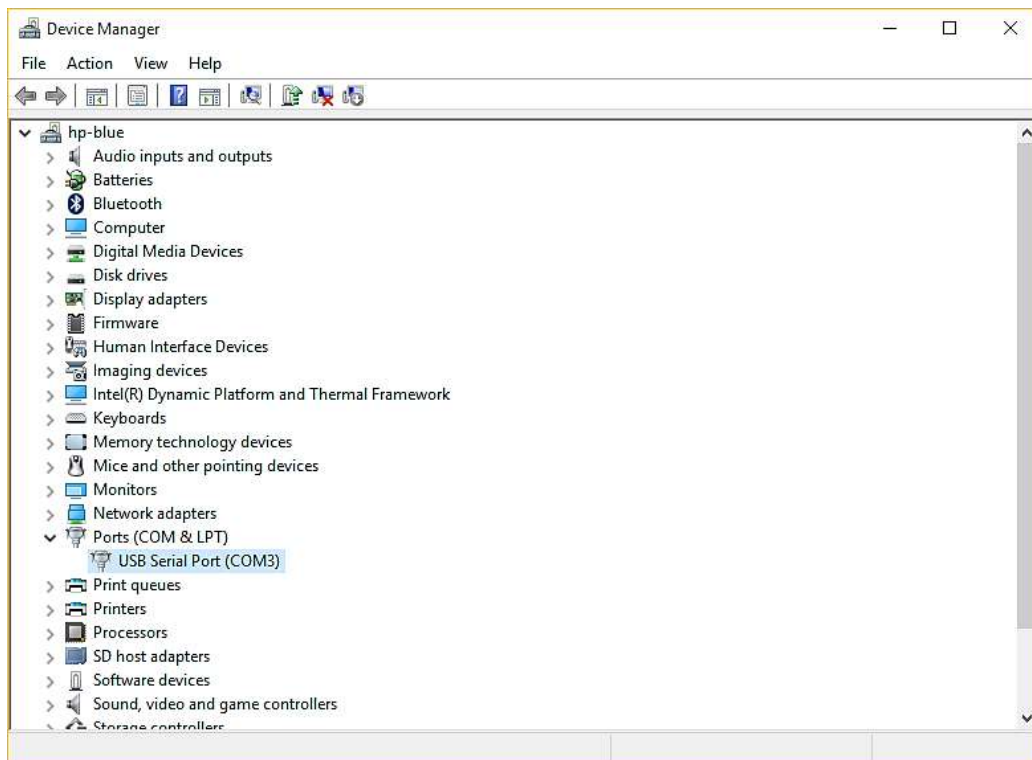 Device Manager
File Action View Help
hp-blue
Audio inputs and outputs
Batteries
Bluetooth
Computer
Digital Media Devices
Disk drives
Display adapters
Firmware
Human Interface Devices
Imaging devices
Intel(R) Dynamic Platform and Thermal Framework
Keyboards
Memory technology devices
Mice and other pointing devices
Monitors
Network adapters
Ports (COM & LPT)
USB Serial Port (COM3)
Print queues
Printers
Processors
SD host adapters
Software devices
Sound, video and game controllers
Storage controllers